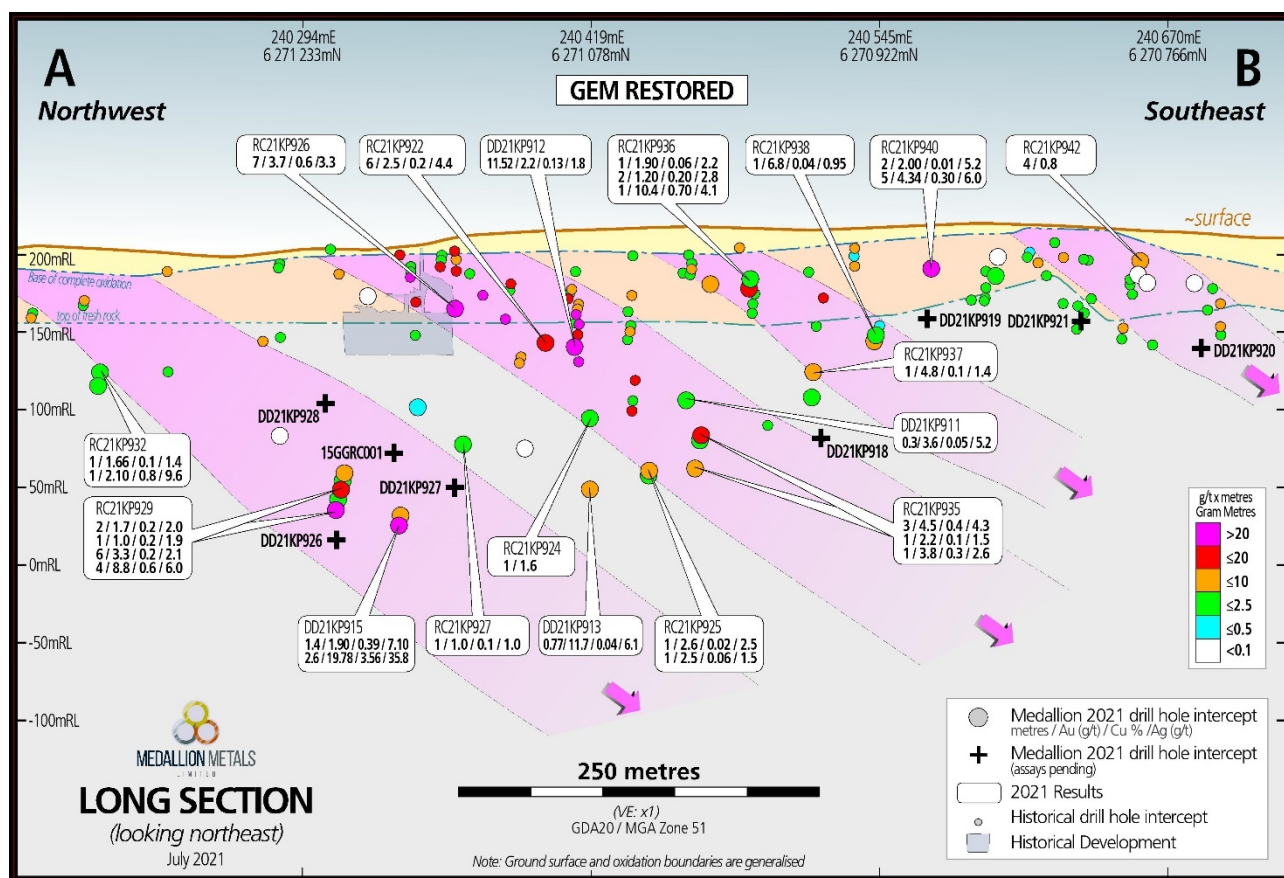 240 294mE
6 271 233mN
240 419mE
6 271 078mN
240 545mE
6 270 922mN
240 670mE
6 270 766mN
A
Northwest
GEM RESTORED
B
Southeast
RC21KP926
7 / 3.7 / 0.6 /3.3
RC21KP922
6 / 2.5 / 0.2 / 4.4
DD21KP912
11.52 / 2.2 / 0.13 / 1.8
RC21KP936
1 / 1.90 / 0.06 / 2.2
2 / 1.20 / 0.20 / 2.8
1 / 10.4 / 0.70 / 4.1
RC21KP938
1 / 6.8 / 0.04 / 0.95
RC21KP940
2 / 2.00 / 0.01 / 5.2
5 / 4.34 / 0.30 / 6.0
RC21KP942
4 / 0.8
~surface
200mRL
Base of complete oxidation
top of fresh rock
150mRL
DD21KP919
DD21KP921
DD21KP920
RC21KP937
1 / 4.8 / 0.1 / 1.4
100mRL
DD21KP928
DD21KP911
0.3/ 3.6 / 0.05 / 5.2
DD21KP918
RC21KP932
1 / 1.66 / 0.1 / 1.4
1 / 2.10 / 0.8 / 9.6
15GGRC001
50mRL
DD21KP927
RC21KP929
2 / 1.7 / 0.2 / 2.0
1 / 1.0 / 0.2 / 1.9
6 / 3.3 / 0.2 / 2.1
4 / 8.8 / 0.6 / 6.0
DD21KP926
RC21KP924
1 / 1.6
RC21KP935
3 / 4.5 / 0.4 / 4.3
1 / 2.2 / 0.1 / 1.5
1 / 3.8 / 0.3 / 2.6
g/t x metres
Gram Metres
>20
≤20
≤10
≤2.5
≤0.5
<0.1
0mRL
DD21KP915
1.4 / 1.90 / 0.39 / 7.10
2.6 / 19.78 / 3.56 / 35.8
RC21KP927
1 / 1.0 / 0.1 / 1.0
DD21KP913
0.77/ 11.7 / 0.04 / 6.1
RC21KP925
1 / 2.6 / 0.02 / 2.5
1 / 2.5 / 0.06 / 1.5
-50mRL
-100mRL
MEDALLION METALS
LIMITED
LONG SECTION
(looking northeast)
July 2021
250 metres
(VE: x1)
GDA20 / MGA Zone 51
Note: Ground surface and oxidation boundaries are generalised
Medallion 2021 drill hole intercept
metres / Au (g/t) / Cu % /Ag (g/t)
Medallion 2021 drill hole intercept
(assays pending)
2021 Results
Historical drill hole intercept
Historical Development